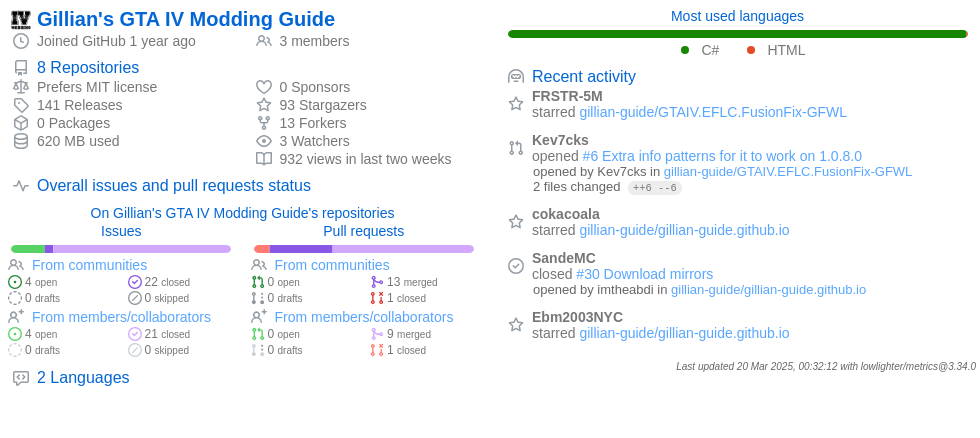 Gillian's GTA IV Modding Guide
Joined GitHub 1 year ago
3 members
8 Repositories
Prefers MIT license
0 Sponsors
141 Releases
93 Stargazers
0 Packages
13 Forkers
620 MB used
3 Watchers
932 views in last two weeks
Overall issues and pull requests status
On Gillian's GTA IV Modding Guide's repositories
Issues
From communities
4 open
22 closed
0 drafts
0 skipped
From members/collaborators
4 open
21 closed
0 drafts
0 skipped
Pull requests
From communities
0 open
13 merged
0 drafts
1 closed
From members/collaborators
0 open
9 merged
0 drafts
1 closed
2 Languages
Most used languages
C#
HTML
Recent activity
FRSTR-5M
starred gillian-guide/GTAIV.EFLC.FusionFix-GFWL
Kev7cks
opened #6 Extra info patterns for it to work on 1.0.8.0
opened by Kev7cks in gillian-guide/GTAIV.EFLC.FusionFix-GFWL
2 files changed ++6 --6
cokacoala
starred gillian-guide/gillian-guide.github.io
SandeMC
closed #30 Download mirrors
opened by imtheabdi in gillian-guide/gillian-guide.github.io
Ebm2003NYC
starred gillian-guide/gillian-guide.github.io
Last updated 20 Mar 2025, 00:32:12 with lowlighter/metrics@3.34.0